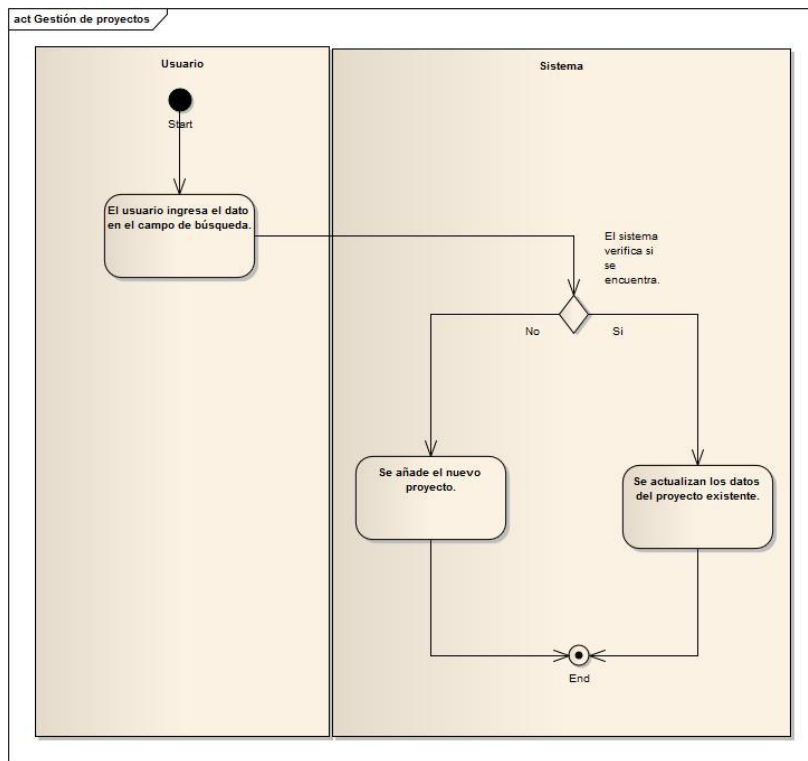 act Gestión de proyectos
Usuario
Sistema
Start
El usuario ingresa el dato
en el campo de búsqueda.
El sistema
verifica si
se
encuentra.
No
Si
Se añade el nuevo
proyecto.
Se actualizan los datos
del proyecto existente.
End